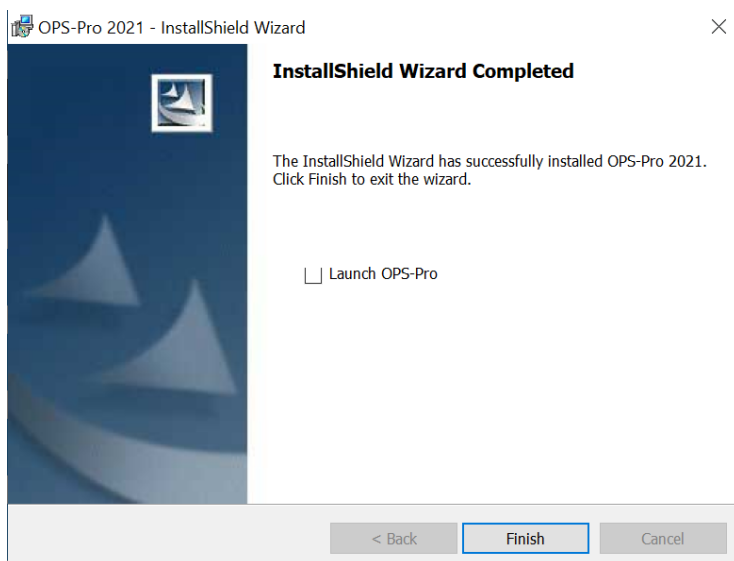 OPS-Pro 2021 - InstallShield Wizard
InstallShield Wizard Completed
The InstallShield Wizard has successfully installed OPS-Pro 2021.
Click Finish to exit the wizard.
Launch OPS-Pro
< Back
Finish
Cancel